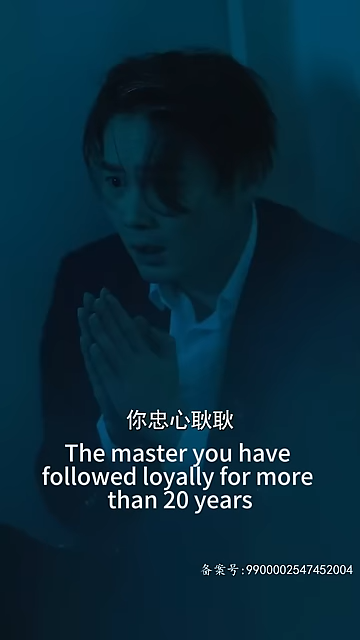 你忠心耿耿
The master you have
followed loyally for more
than 20 years
备案号:9900002547452004